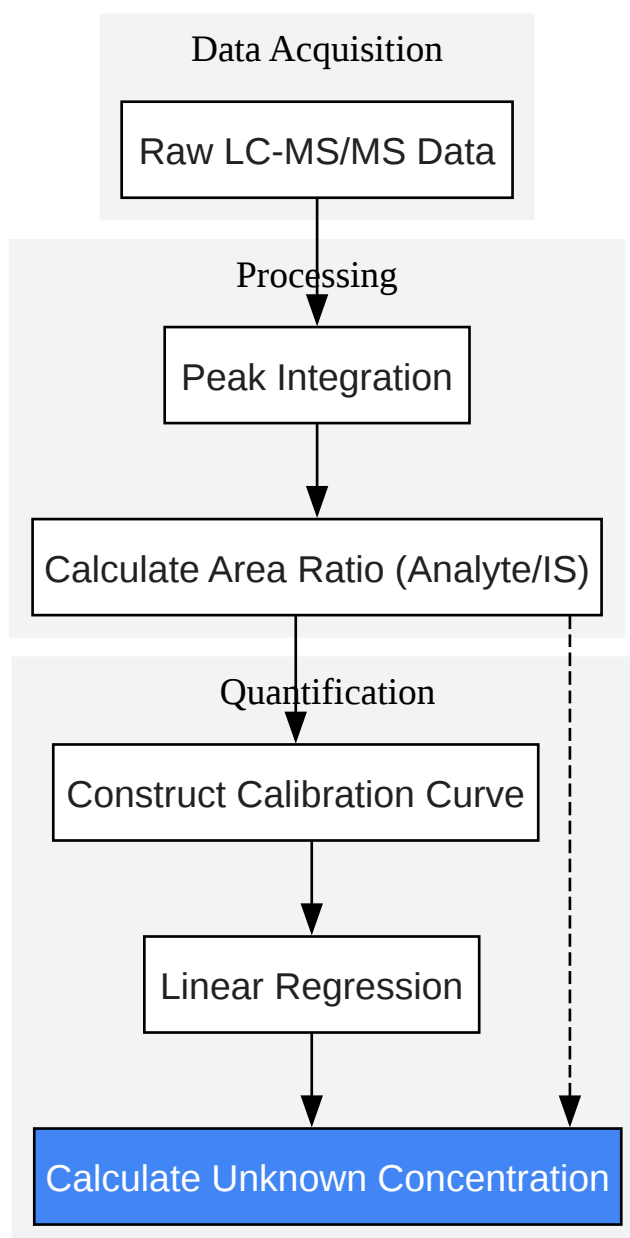 Data Acquisition
Raw LC-MS/MS Data
Processing
Peak Integration
Calculate Area Ratio (Analyte/IS)
Quantification
Construct Calibration Curve
Linear Regression
Calculate Unknown Concentration